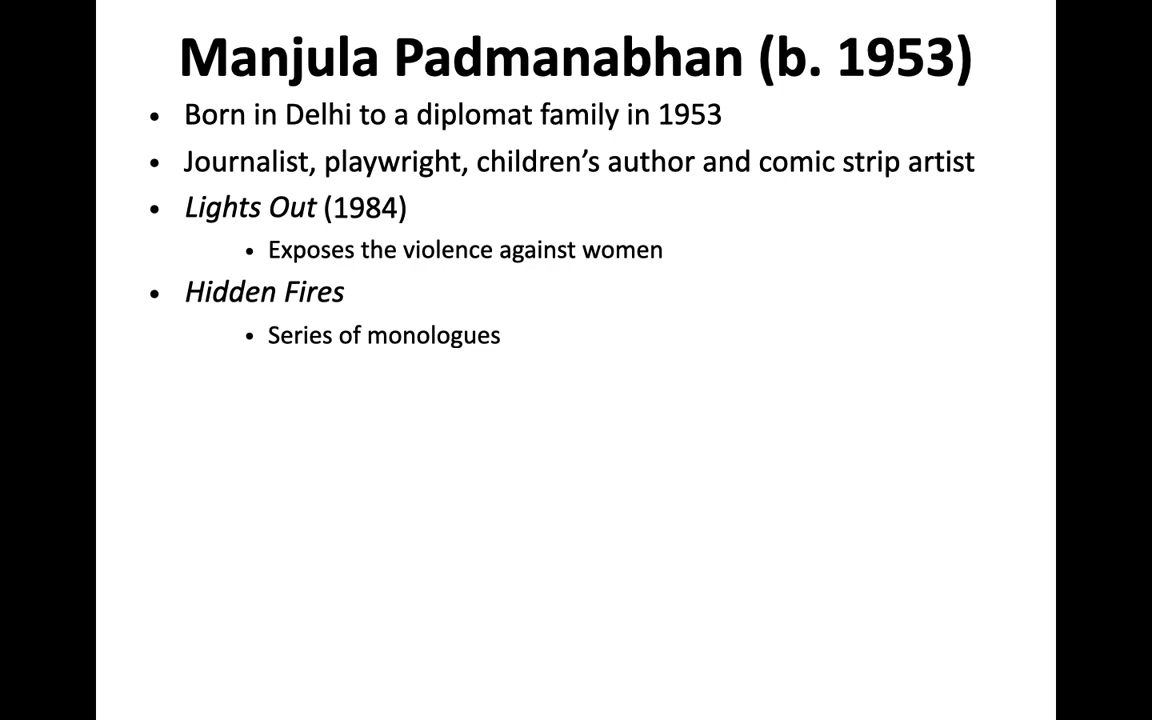 Manjula Padmanabhan (b. 1953)
• Born in Delhi to a diplomat family in 1953
• Journalist, playwright, children’s author and comic strip artist
• Lights Out (1984)
• Exposes the violence against women
• Hidden Fires
• Series of monologues